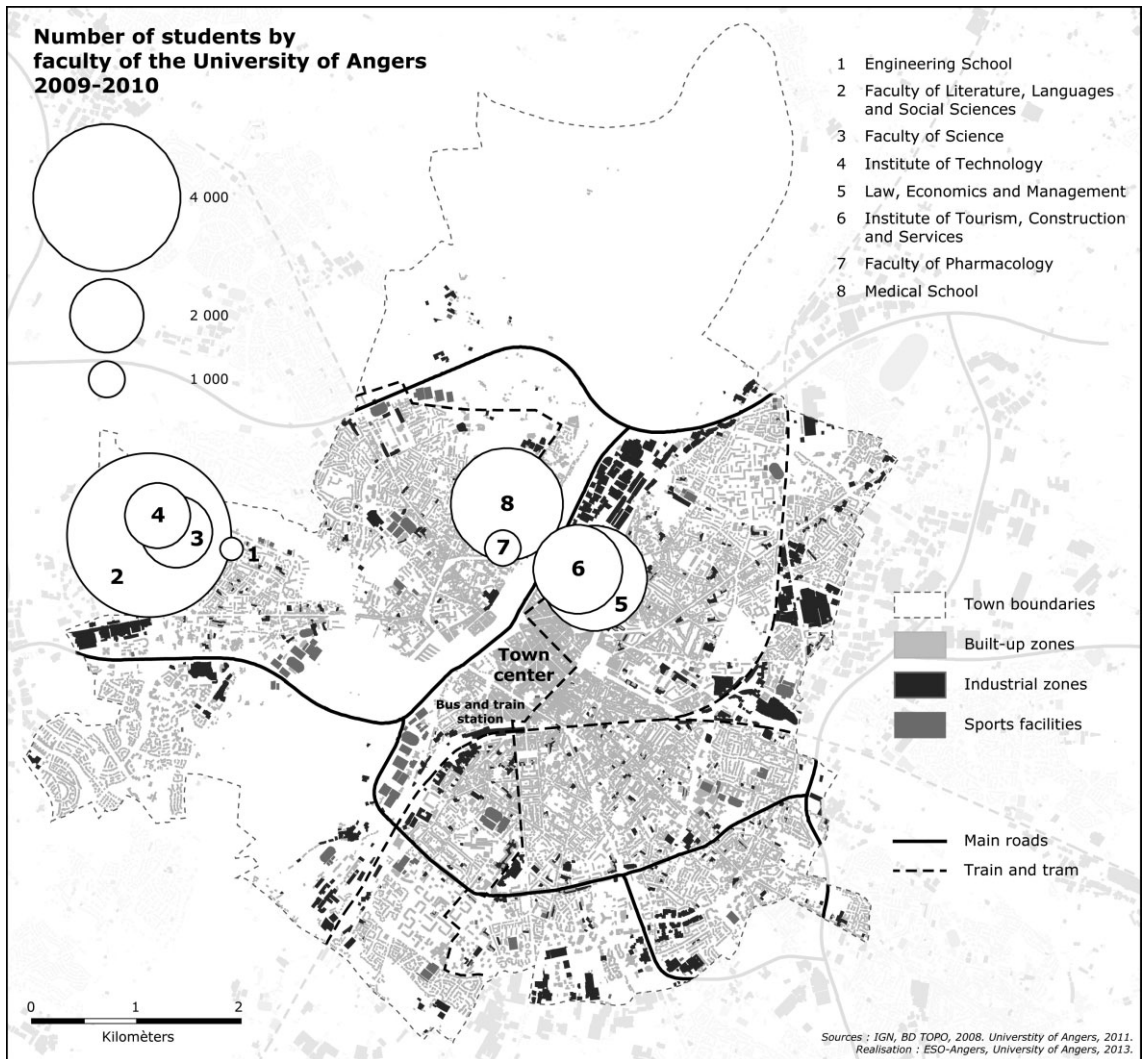 Number of students by
faculty of the University of Angers
2009-2010
4 000
2 000
1 000
1 Engineering School
2 Faculty of Literature, Languages
and Social Sciences
3 Faculty of Science
4 Institute of Technology
5 Law, Economics and Management
6 Institute of Tourism, Construction
and Services
7 Faculty of Pharmacology
8 Medical School
8
4
3
7
1
2
6
5
Town
center
Bus and train
station
Town boundaries
Built-up zones
Industrial zones
Sports facilities
Main roads
Train and tram
0 1 2
Kilomèters
Sources : IGN, BD TOPO, 2008. Universtity of Angers, 2011.
Realisation : ESO-Angers, University of Angers, 2013.